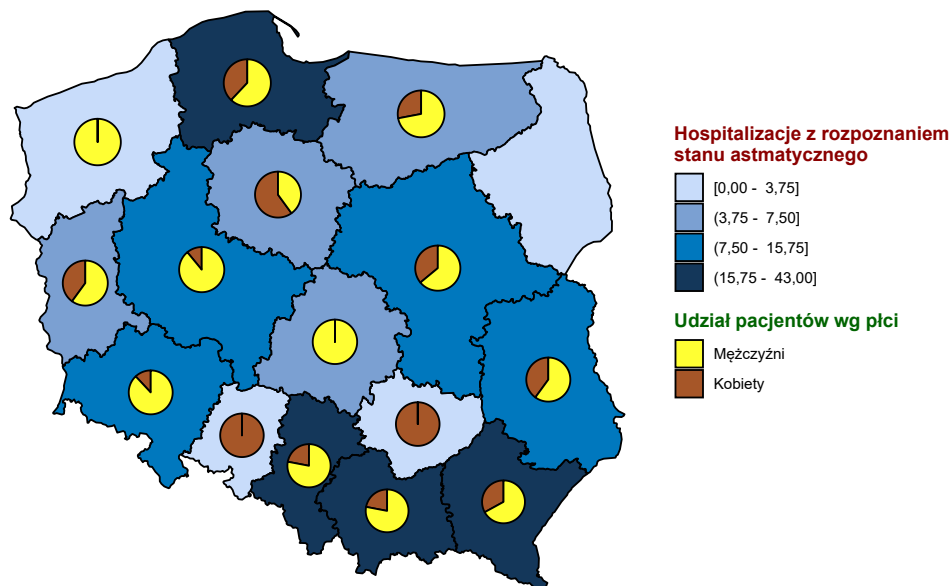 Hospitalizacje z rozpoznaniem
stanu astmatycznego
[0,00 - 3,75]
(3,75 - 7,50]
(7,50 - 15,75]
(15,75 - 43,00]
Udział pacjentów wg płci
Mężczyźni
Kobiety